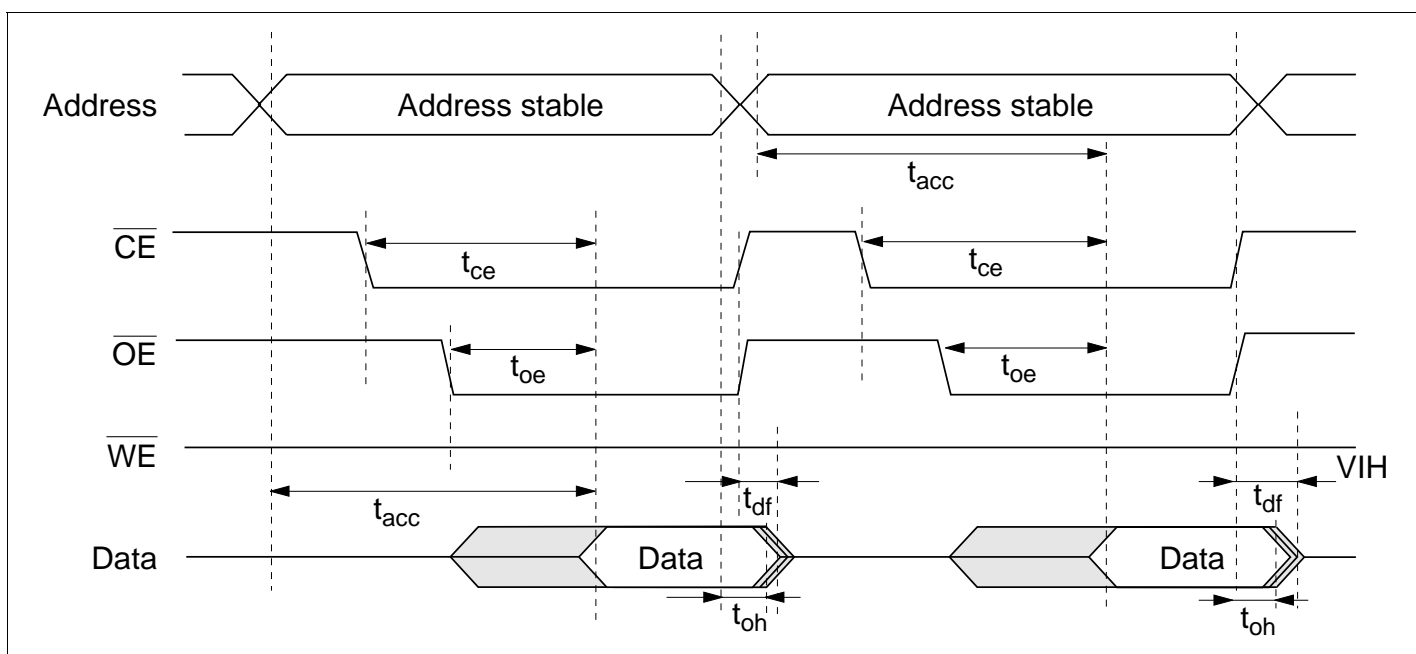 Address Address stable Address stable
tacc
CE
tce tce
OE
toe toe
WE
VIH
tacc tdf tdf
Data Data Data
toh toh